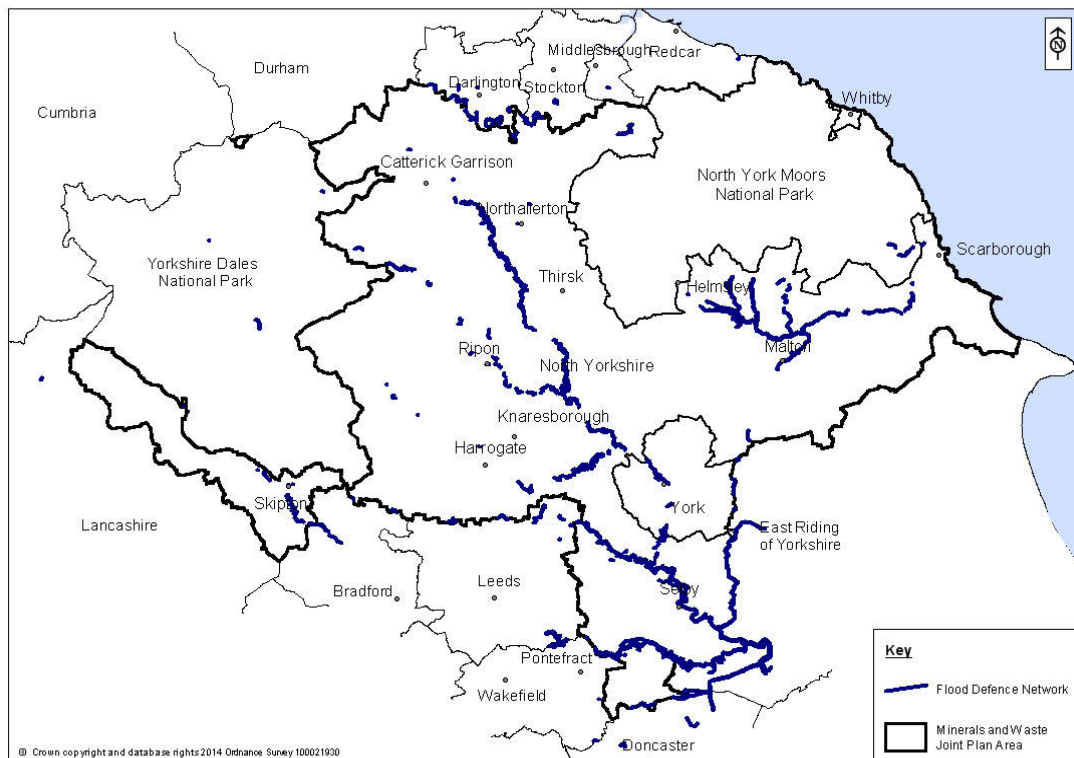 Middlesbrough
Redcar
N
Durham
Darlington
Stockton
Cumbria
Whitby
Catterick Garrison
North York Moors
National Park
Northallerton
Scarborough
Yorkshire Dales
National Park
Thirsk
Helmsley
Ripon
North Yorkshire
Malton
Knaresborough
Harrogate
Skipton
York
Lancashire
East Riding
of Yorkshire
Bradford
Leeds
Selby
Pontefract
Wakefield
Doncaster
Key
Flood Defence Network
Minerals and Waste
Joint Plan Area
© Crown copyright and database rights 2014 Ordnance Survey 100021930